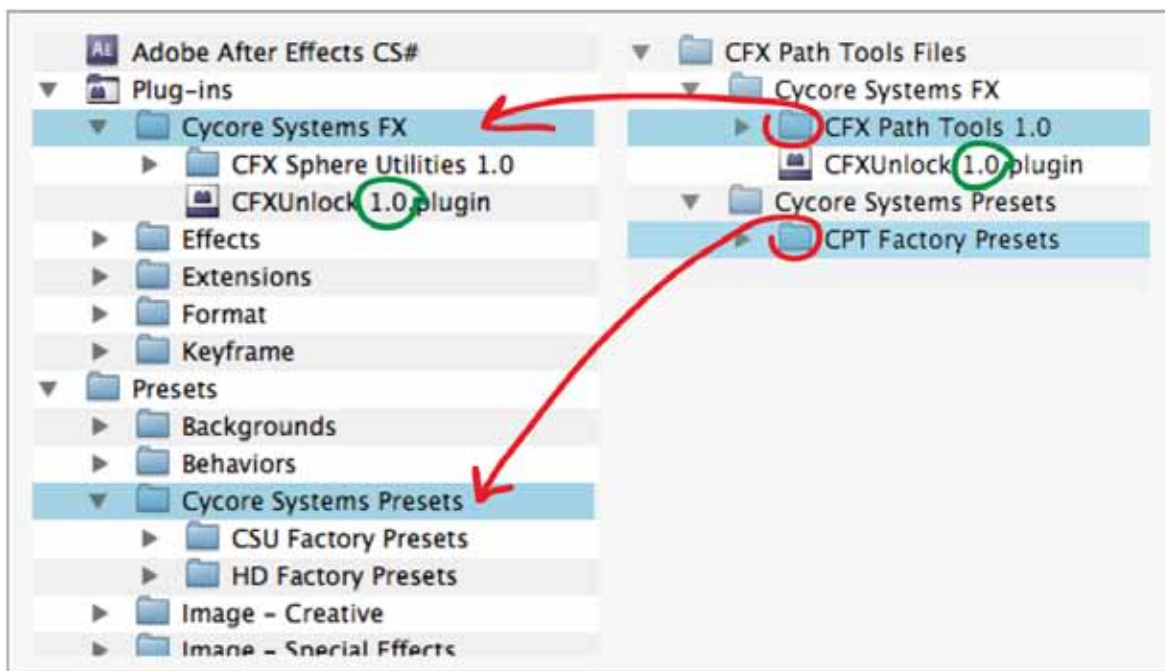 Adobe After Effects CS#
Plug-ins
Cycore Systems FX
CFX Sphere Utilities 1.0
CFXUnlock 1.0.plugin
Effects
Extensions
Format
Keyframe
Presets
Backgrounds
Behaviors
Cycore Systems Presets
CSU Factory Presets
HD Factory Presets
Image - Creative
Image - Special Effects
CFX Path Tools Files
Cycore Systems FX
CFX Path Tools 1.0
CFXUnlock 1.0.plugin
Cycore Systems Presets
CPT Factory Presets